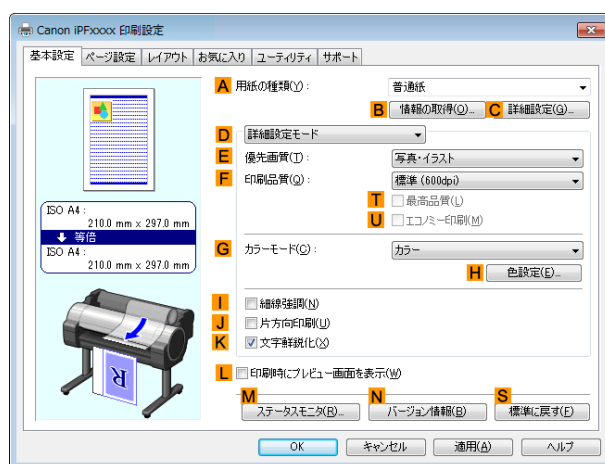 Canon iPFxxxx 印刷設定
基本設定 ページ設定 レイアウト お気に入り ユーティリティ サポート
A 用紙の種類(Y): 普通紙
B 情報の取得(O)... C 詳細設定(G)...
D 詳細設定モード
E 優先画質(T): 写真・イラスト
F 印刷品質(Q): 標準 (600dpi)
T 最高品質(L)
U エコノミー印刷(M)
ISO A4:
210.0 mm x 297.0 mm
等倍
ISO A4:
210.0 mm x 297.0 mm
G カラーモード(C): カラー
H 色設定(E)...
I 細線強調(N)
J 片方向印刷(U)
K 文字鮮鋭化(X)
R
L 印刷時にプレビュー画面を表示(W)
M N S
ステータスモニタ(R)... バージョン情報(B) 標準に戻す(F)
OK キャンセル 適用(A) ヘルプ